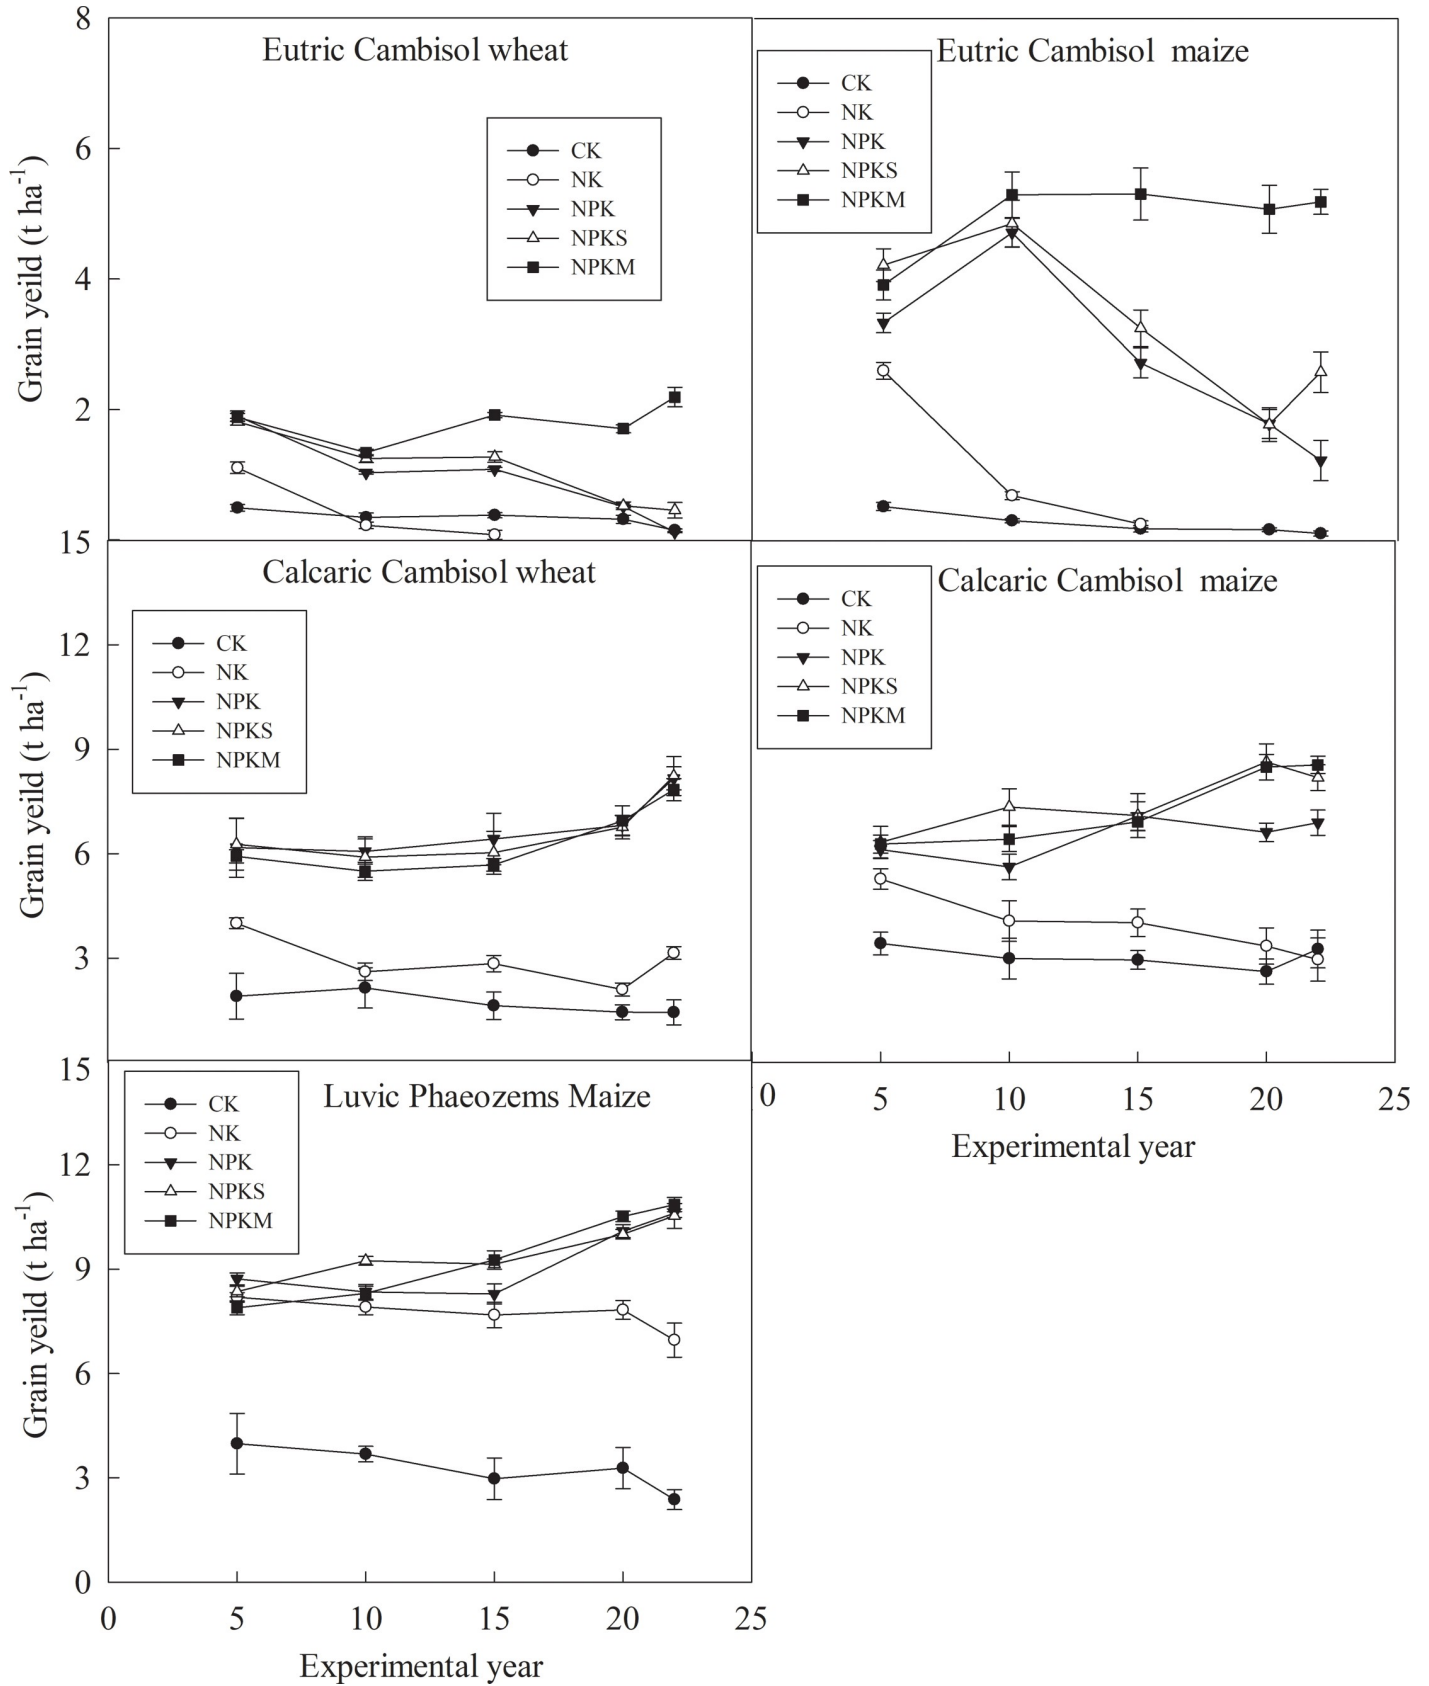 Eutric Cambisol wheat
8
6
4
2
Grain yeild (t ha-1)
CK
NK
NPK
NPKS
NPKM
Eutric Cambisol maize
CK
NK
NPK
NPKS
NPKM
Calcaric Cambisol wheat
15
12
9
6
3
Grain yeild (t ha-1)
CK
NK
NPK
NPKS
NPKM
Calcaric Cambisol maize
CK
NK
NPK
NPKS
NPKM
0 5 10 15 20 25
Experimental year
Luvic Phaeozems Maize
15
12
9
6
3
0
Grain yeild (t ha-1)
CK
NK
NPK
NPKS
NPKM
0 5 10 15 20 25
Experimental year